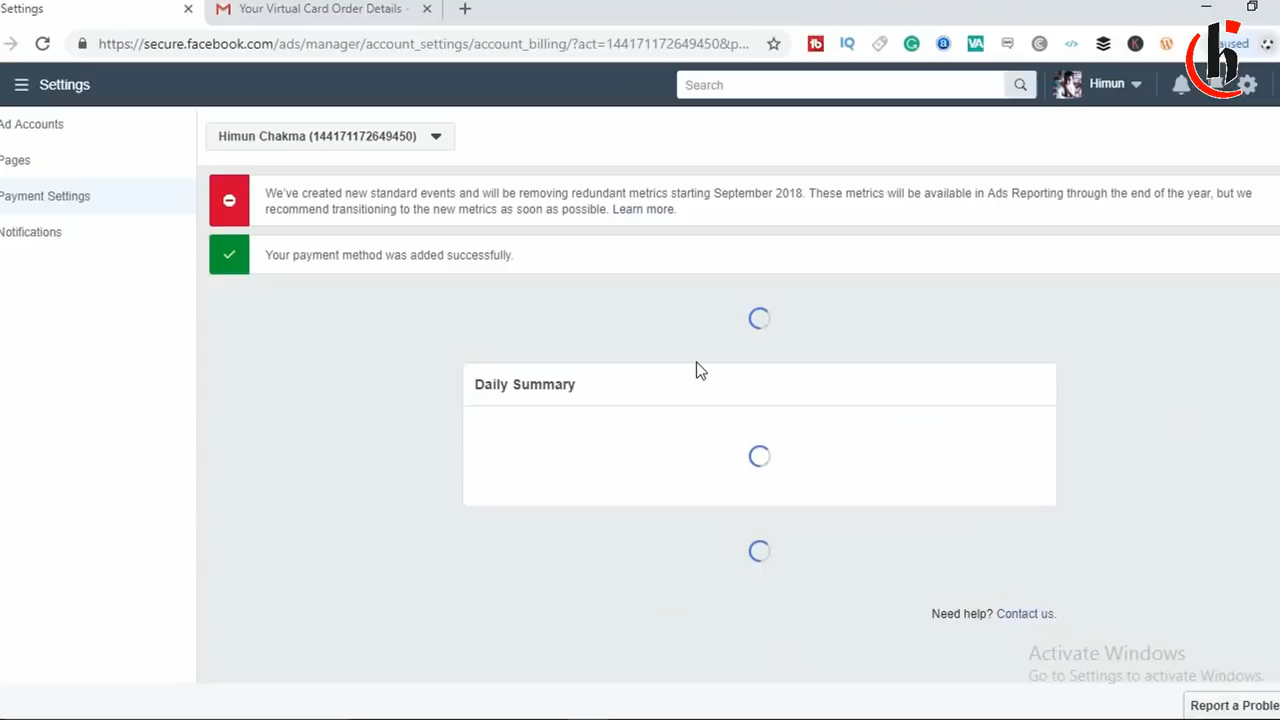 Settings
Your Virtual Card Order Details -
https://secure.facebook.com/ads/manager/account_settings/account_billing/?act=144171172649450&p...
Settings
Search
Himun
Ad Accounts
Pages
Payment Settings
Notifications
Himun Chakma (144171172649450)
We've created new standard events and will be removing redundant metrics starting September 2018. These metrics will be available in Ads Reporting through the end of the year, but we
recommend transitioning to the new metrics as soon as possible. Learn more.
Your payment method was added successfully.
Daily Summary
Need help? Contact us.
Activate Windows
Go to Settings to activate Windows.
Report a Proble